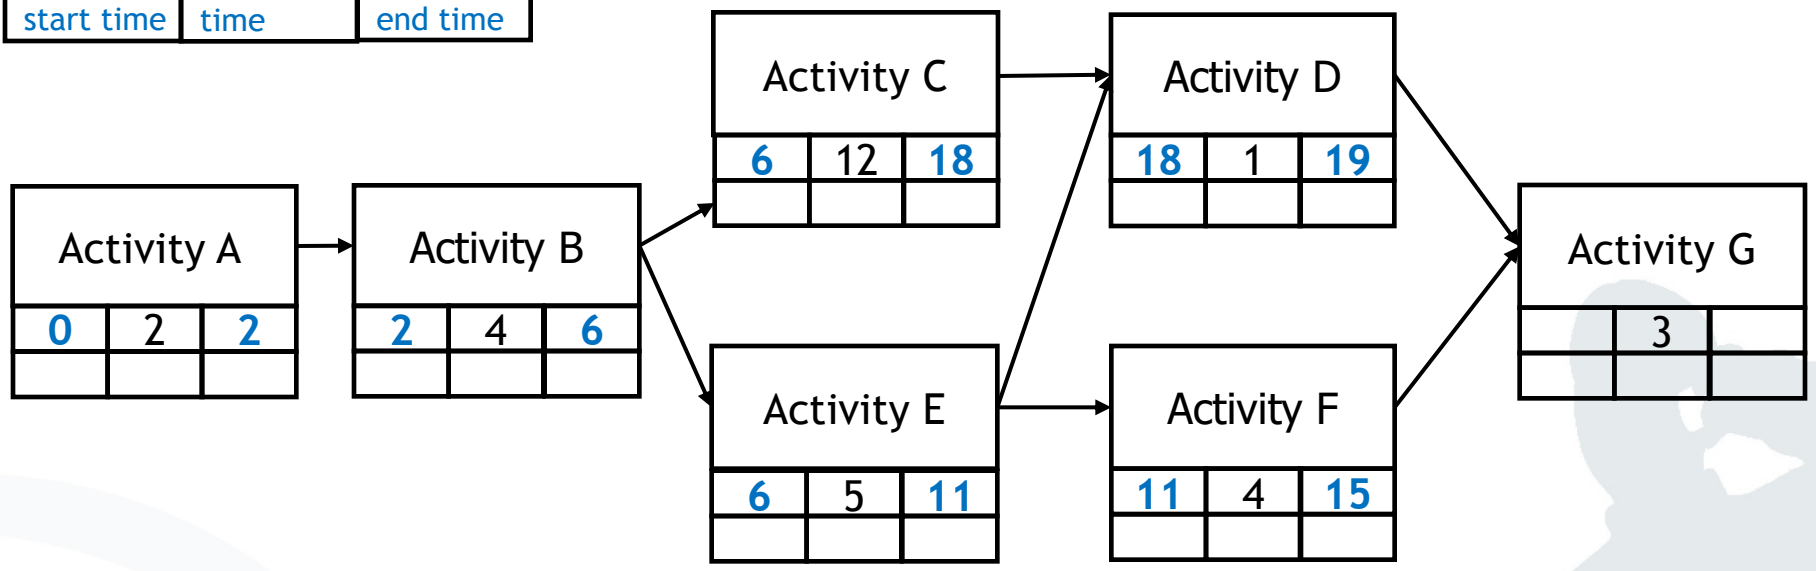 start time time end time
Activity C
6 12 18
Activity D
18 1 19
Activity A
0 2 2
Activity B
2 4 6
Activity G
3
Activity E
6 5 11
Activity F
11 4 15